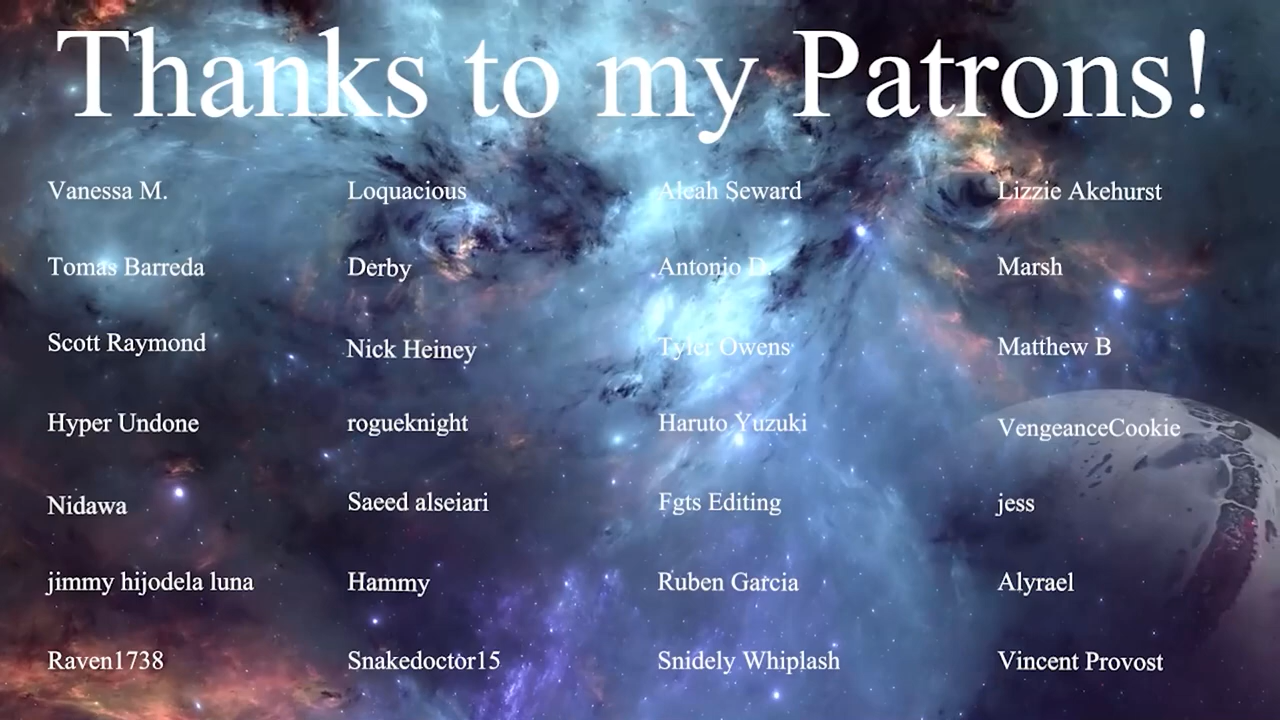 Thanks to my Patrons!
Vanessa M.
Loquacious
Aleah Seward
Lizzie Akehurst
Tomas Barreda
Derby
Antonio D.
Marsh
Scott Raymond
Nick Heiney
Tyler Owens
Matthew B
Hyper Undone
rogueknight
Haruto Yuzuki
VengeanceCookie
Nidawa
Saeed alseiari
Fgts Editing
jess
jimmy hijodela luna
Hammy
Ruben Garcia
Alyrael
Raven1738
Snakedoctor15
Snidely Whiplash
Vincent Provost